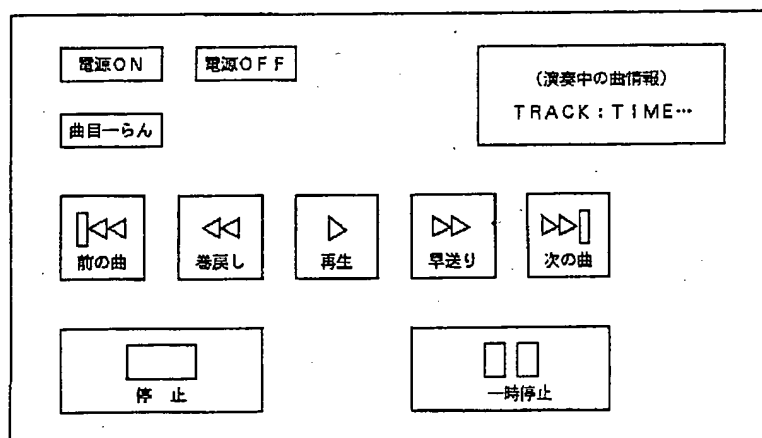 電源ON
電源OFF
(演奏中の曲情報)
TRACK:TIME…
曲目一らん
前の曲
巻戻し
再生
早送り
次の曲
停 止
一時停止